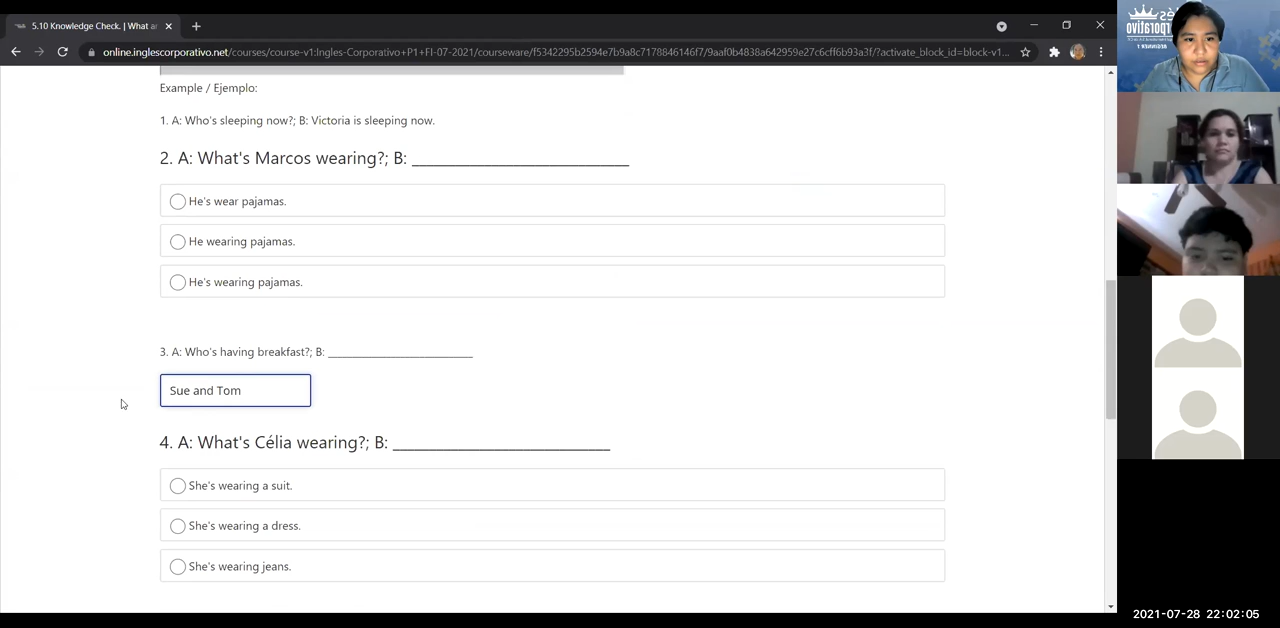 5.10 Knowledge Check. | What ar
online.inglescorporativo.net/courses/course-v1:Ingles-Corporativo+P1+FI-07-2021/courseware/f5342295b2594e7b9a8c7178846146f7/9aaf0b4838a642959e27c6cff6b93a3f/?activate_block_id=block-v1...
Example / Ejemplo:
1. A: Who's sleeping now?; B: Victoria is sleeping now.
2. A: What's Marcos wearing?; B: ___________________________
He's wear pajamas.
He wearing pajamas.
He's wearing pajamas.
3. A: Who's having breakfast?; B: ___________________________
Sue and Tom
4. A: What's Célia wearing?; B: ___________________________
She's wearing a suit.
She's wearing a dress.
She's wearing jeans.
2021-07-28 22:02:05